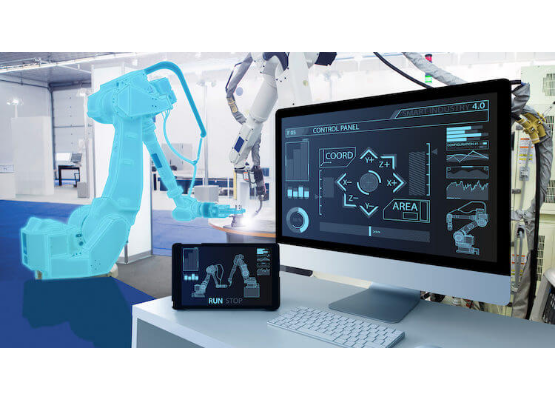 SMART INDUSTRY 4.0
CONTROL PANEL
COORD
Y+
Z+
X-
X+
Z-
Y-
AREA
RUN STOP